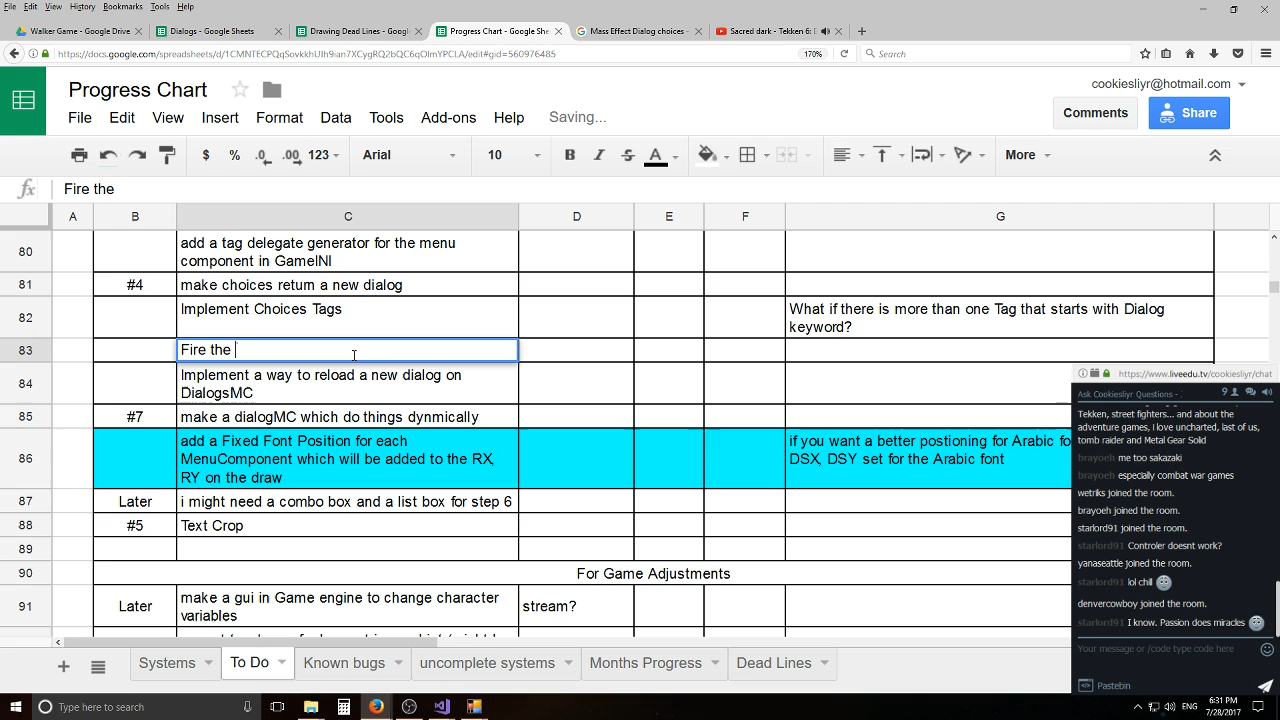 File Edit View History Bookmarks Tools Help
Walker Game - Google Drive
Dialogs - Google Sheets
Drawing Dead Lines - Googl
Progress Chart - Google She
Mass Effect Dialog choices -
Sacred dark - Tekken 6:
https://docs.google.com/spreadsheets/d/1CMNTECPQqSovkkhUIh9ian7XCygRQ2bQC6qOlmYPCLA/edit#gid=560976485
170%
Search
Progress Chart
cookiesliyr@hotmail.com
File Edit View Insert Format Data Tools Add-ons Help Saving...
Comments
Share
$ % .0 .00 123 Arial 10 B I S A More
fx Fire the
A B C D E F G
80 add a tag delegate generator for the menu
component in GameINI
81 #4 make choices return a new dialog
82 Implement Choices Tags What if there is more than one Tag that starts with Dialog
keyword?
83 Fire the
84 Implement a way to reload a new dialog on
DialogsMC
85 #7 make a dialogMC which do things dynmically
86 add a Fixed Font Position for each
MenuComponent which will be added to the RX,
RY on the draw
if you want a better postioning for Arabic fo
DSX, DSY set for the Arabic font
87 Later i might need a combo box and a list box for step 6
88 #5 Text Crop
89
90 For Game Adjustments
91 Later make a gui in Game engine to change character
variables
stream?
https://www.liveedu.tv/cookiesliyr/chat
Ask Cookiesliyr Questions - 9
Tekken, street fighters... and about the
adventure games, i love uncharted, last of us,
tomb raider and Metal Gear Solid
brayoeh me too sakazaki
brayoeh especially combat war games
wetriks joined the room.
brayoeh joined the room.
starlord91 joined the room.
starlord91 Controler doesnt work?
yanaseattle joined the room.
starlord91 lol chill
denvercowboy joined the room.
starlord91 I know. Passion does miracles
Your message or /code type code here
Pastebin
Systems To Do Known bugs uncomplete systems Months Progress Dead Lines
Type here to search
ENG
6:31 PM
7/28/2017